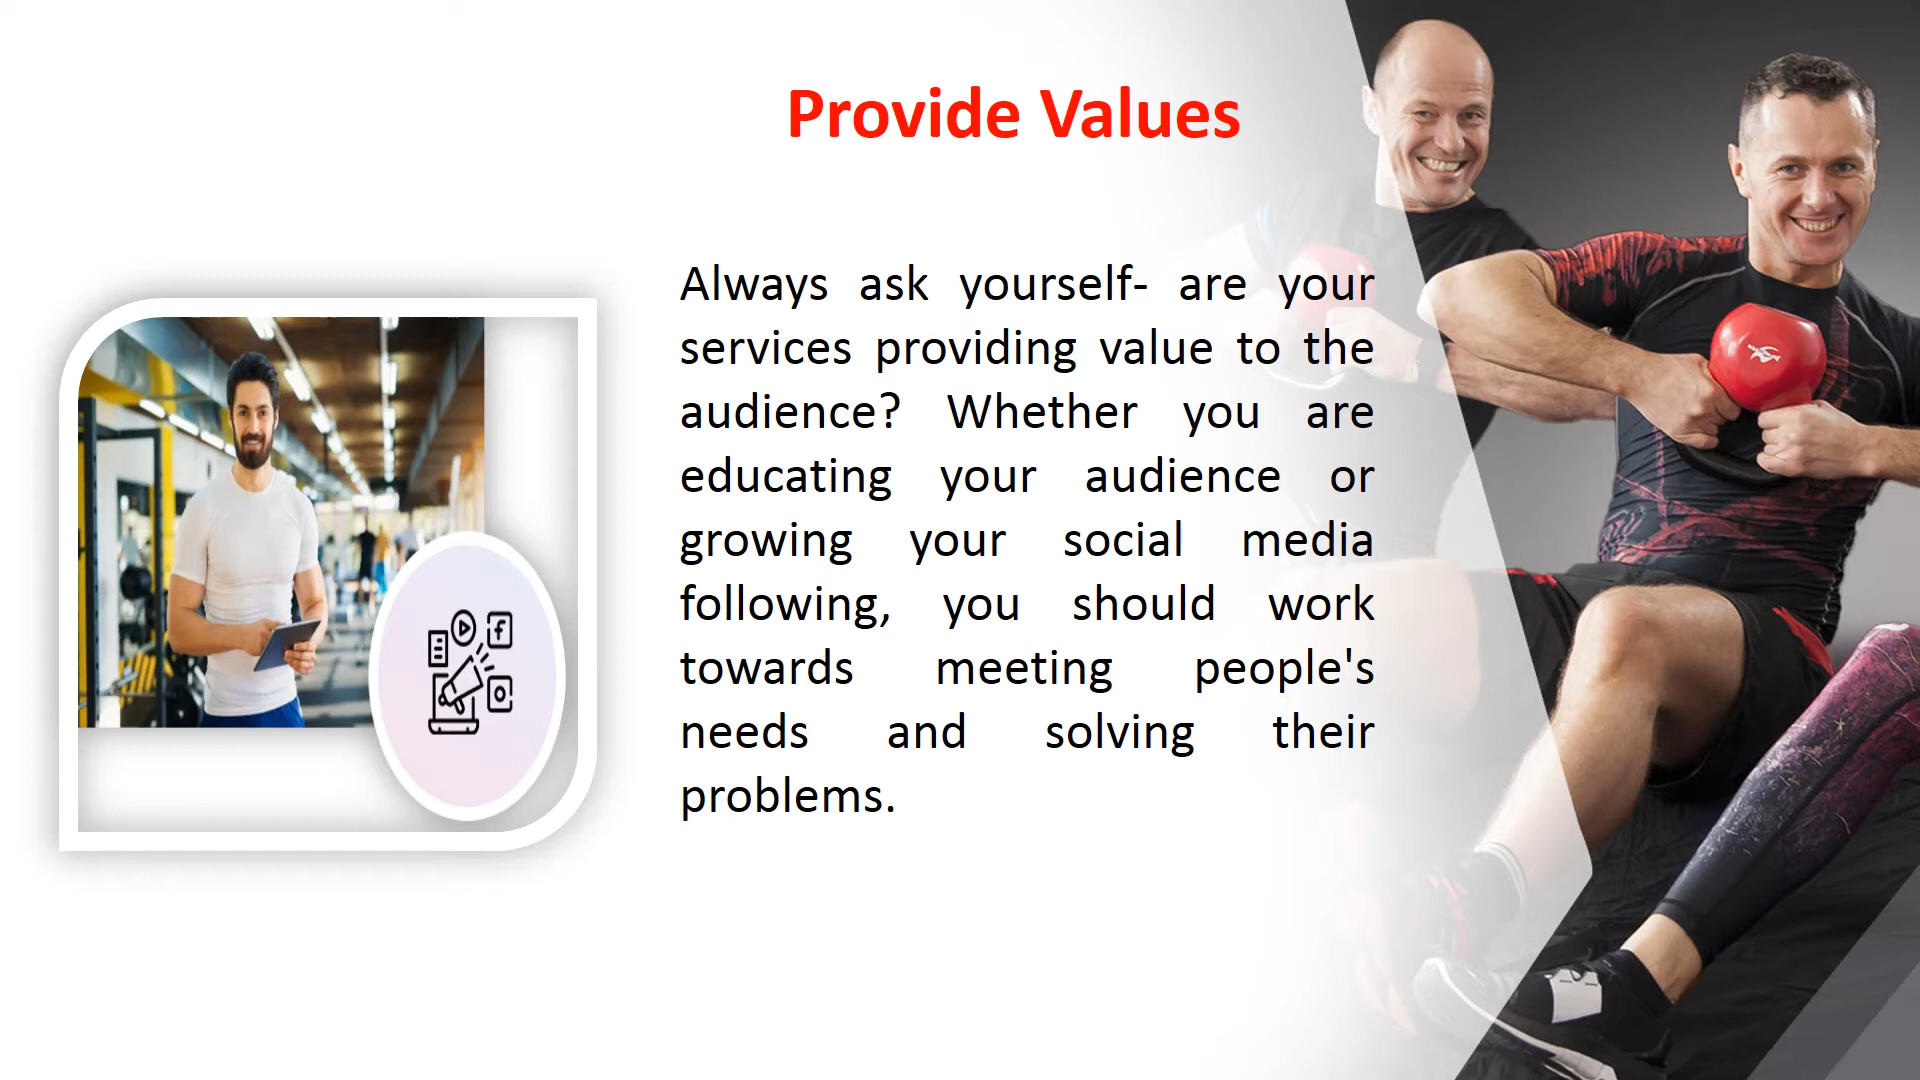 Provide Values
Always ask yourself- are your
services providing value to the
audience? Whether you are
educating your audience or
growing your social media
following, you should work
towards meeting people's
needs and solving their
problems.